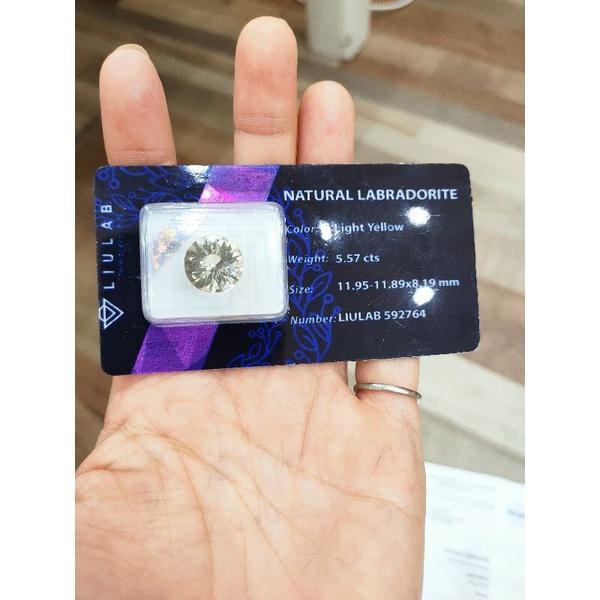 LIULAB
NATURAL LABRADORITE
Color: Light Yellow
Weight: 5.57 cts
Size: 11.95-11.89x8.19 mm
Number: LIULAB 592764